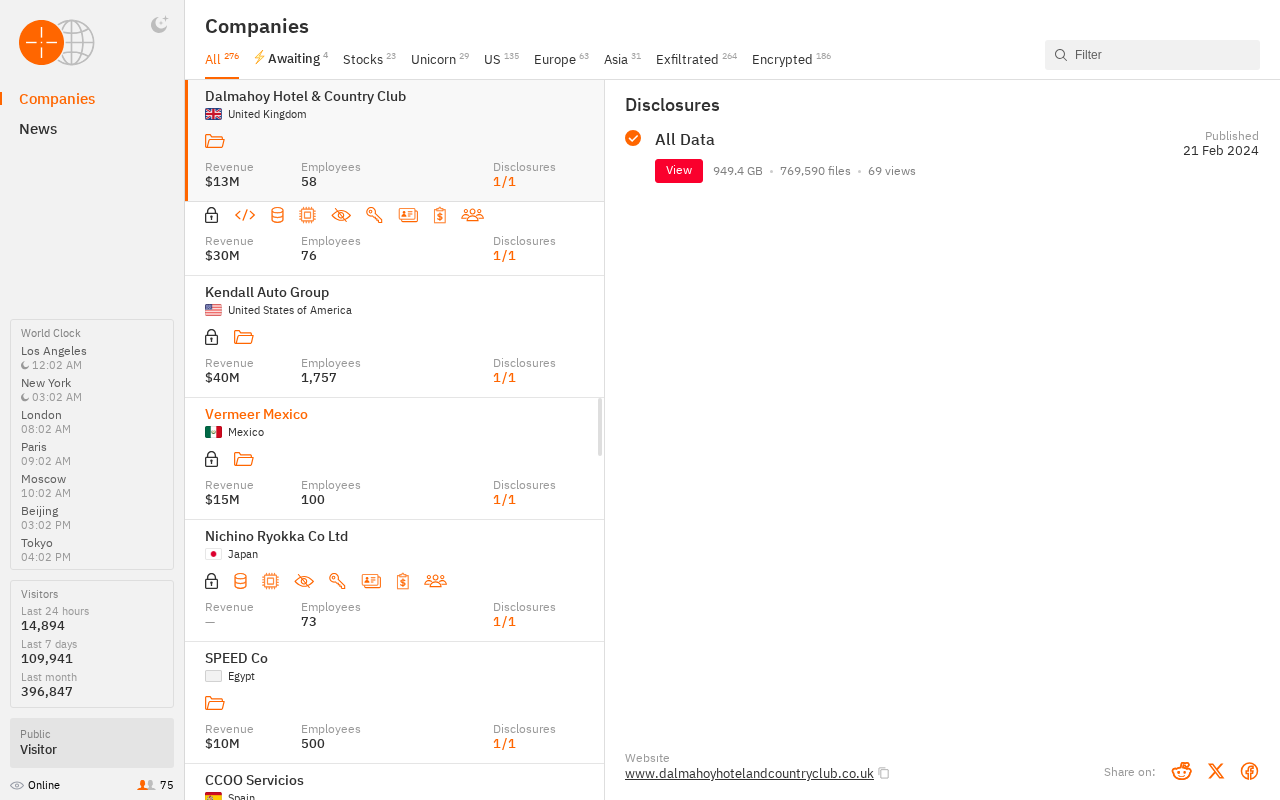 Companies
News
World Clock
Los Angeles
12:02 AM
New York
03:02 AM
London
08:02 AM
Paris
09:02 AM
Moscow
10:02 AM
Beijing
03:02 PM
Tokyo
04:02 PM
Visitors
Last 24 hours
14,894
Last 7 days
109,941
Last month
396,847
Public
Visitor
Online 75
Companies
All 276 Awaiting 4 Stocks 23 Unicorn 29 US 135 Europe 63 Asia 31 Exfiltrated 264 Encrypted 186
Filter
Dalmahoy Hotel & Country Club
United Kingdom
Revenue Employees Disclosures
$13M 58 1/1
Revenue Employees Disclosures
$30M 76 1/1
Kendall Auto Group
United States of America
Revenue Employees Disclosures
$40M 1,757 1/1
Vermeer Mexico
Mexico
Revenue Employees Disclosures
$15M 100 1/1
Nichino Ryokka Co Ltd
Japan
Revenue Employees Disclosures
— 73 1/1
SPEED Co
Egypt
Revenue Employees Disclosures
$10M 500 1/1
CCOO Servicios
Spain
Disclosures
All Data
Published
21 Feb 2024
View 949.4 GB • 769,590 files • 69 views
Website
www.dalmahoyhotelandcountryclub.co.uk
Share on: